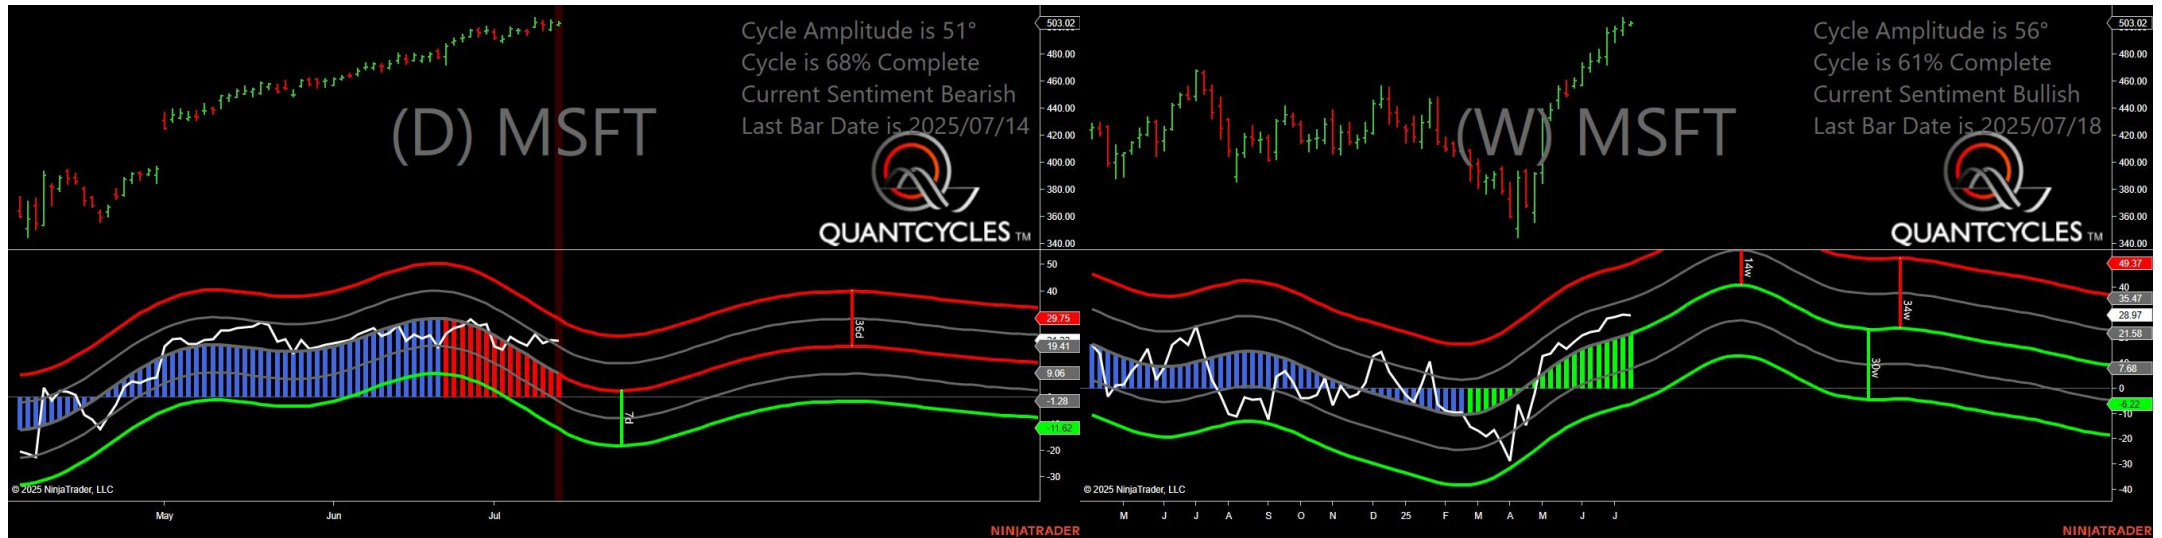 Cycle Amplitude is 51°
Cycle is 68% Complete
Current Sentiment Bearish
Last Bar Date is 2025/07/14
(D) MSFT
QUANTCYCLES TM
503.02
480.00
460.00
440.00
420.00
400.00
380.00
360.00
340.00
50
40
29.75
19.41
9.06
-1.28
-11.62
-20
-30
36d
7d
© 2025 NinjaTrader, LLC
May
Jun
Jul
NINJATRADER
Cycle Amplitude is 56°
Cycle is 61% Complete
Current Sentiment Bullish
Last Bar Date is 2025/07/18
(W) MSFT
QUANTCYCLES TM
503.02
480.00
460.00
440.00
420.00
400.00
380.00
360.00
340.00
49.37
40
35.47
28.97
21.58
7.68
0
-6.22
-10
-20
-30
-40
14w
34w
30w
© 2025 NinjaTrader, LLC
M
J
J
A
S
O
N
D
25
F
M
A
M
J
J
NINJATRADER